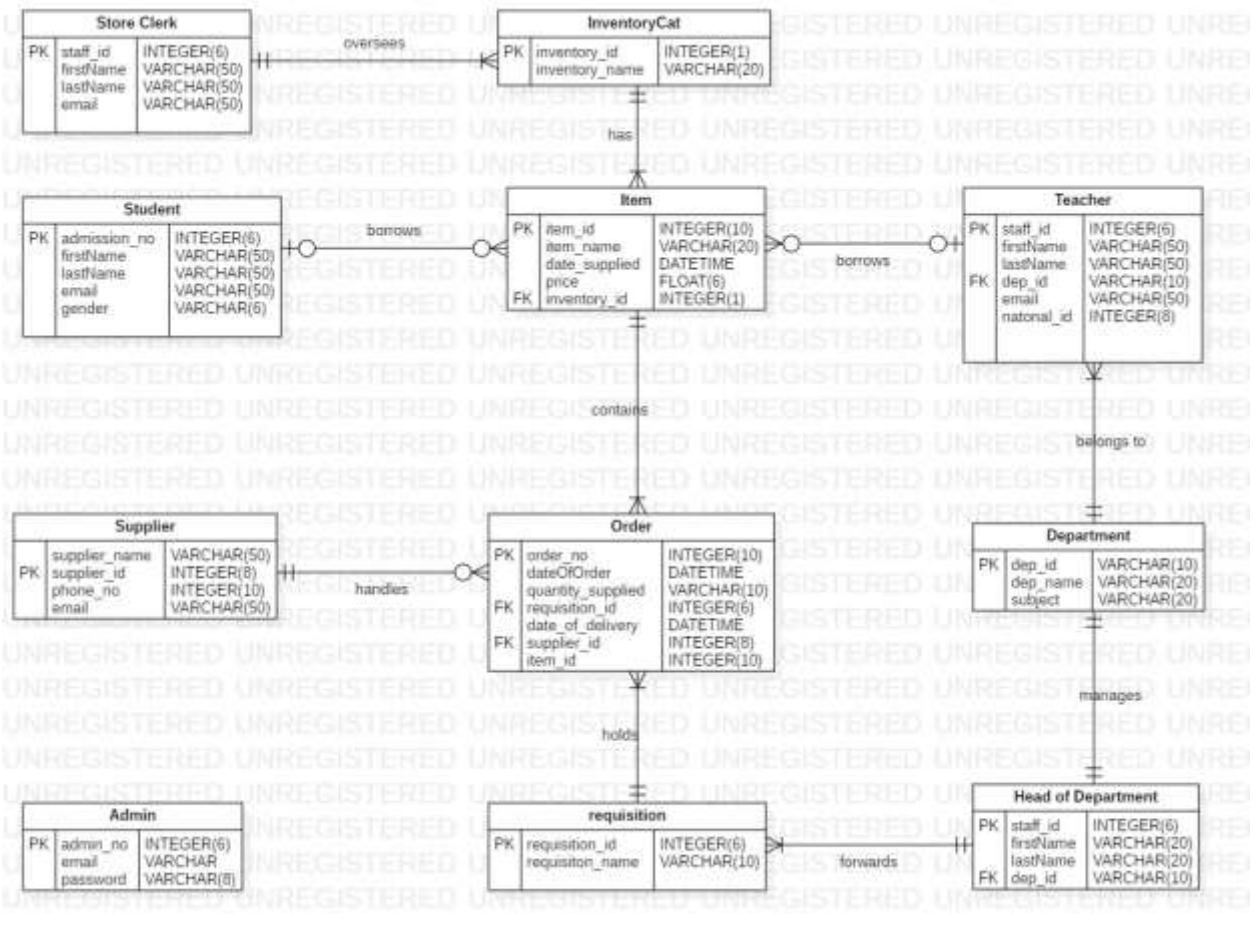 Store Clerk
PK staff_id INTEGER(6)
firstName VARCHAR(50)
lastName VARCHAR(50)
email VARCHAR(50)
oversees
InventoryCat
PK inventory_id INTEGER(1)
inventory_name VARCHAR(20)
has
Student
PK admission_no INTEGER(6)
firstName VARCHAR(50)
lastName VARCHAR(50)
email VARCHAR(50)
gender VARCHAR(6)
borrows
Item
PK item_id INTEGER(10)
item_name VARCHAR(20)
date_supplied DATETIME
price FLOAT(6)
FK inventory_id INTEGER(1)
borrows
Teacher
PK staff_id INTEGER(6)
firstName VARCHAR(50)
lastName VARCHAR(50)
FK dep_id VARCHAR(10)
email VARCHAR(50)
natonal_id INTEGER(8)
contains
belongs to
Supplier
supplier_name VARCHAR(50)
PK supplier_id INTEGER(8)
phone_no INTEGER(10)
email VARCHAR(50)
handles
Order
PK order_no INTEGER(10)
dateOfOrder DATETIME
quantity_supplied VARCHAR(10)
FK requisition_id INTEGER(6)
date_of_delivery DATETIME
FK supplier_id INTEGER(8)
item_id INTEGER(10)
Department
PK dep_id VARCHAR(10)
dep_name VARCHAR(20)
subject VARCHAR(20)
manages
holds
Admin
PK admin_no INTEGER(6)
email VARCHAR
password VARCHAR(8)
requisition
PK requisition_id INTEGER(6)
requisiton_name VARCHAR(10)
forwards
Head of Department
PK staff_id INTEGER(6)
firstName VARCHAR(20)
lastName VARCHAR(20)
FK dep_id VARCHAR(10)
UNREGISTERED